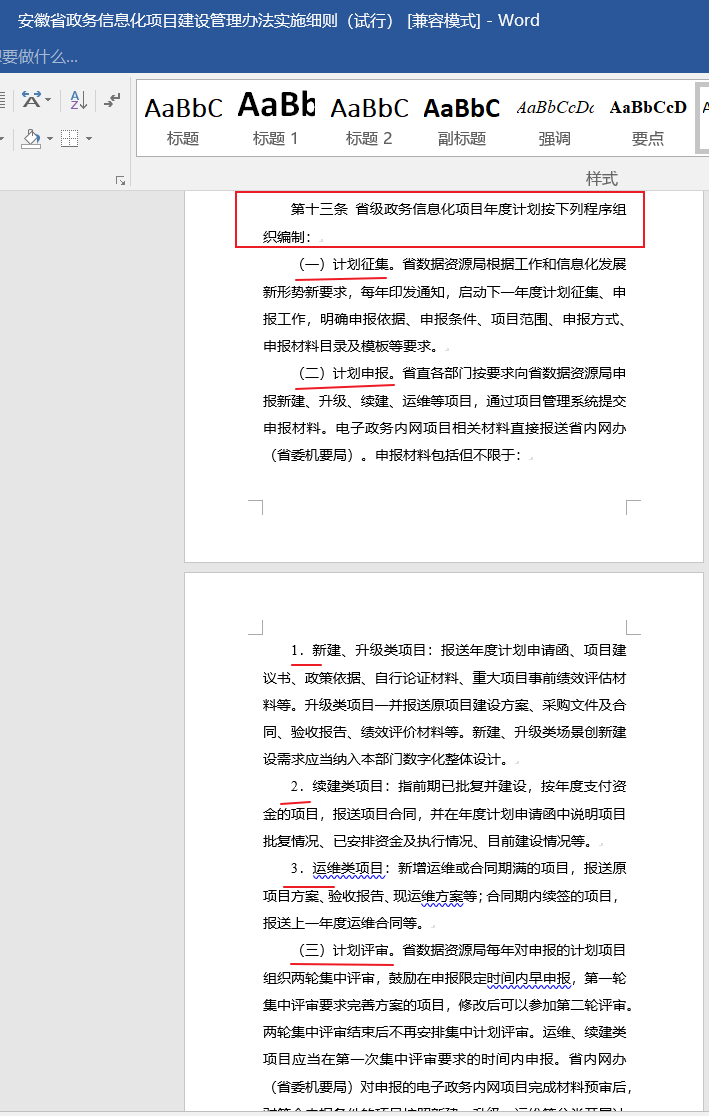 安徽省政务信息化项目建设管理办法实施细则（试行） [兼容模式] - Word
要做什么...
AaBbC AaBb AaBbC AaBbC AaBbCcDc AaBbCcD
标题 标题 1 标题 2 副标题 强调 要点
样式
第十三条 省级政务信息化项目年度计划按下列程序组
织编制：
（一）计划征集。省数据资源局根据工作和信息化发展
新形势新要求，每年印发通知，启动下一年度计划征集、申
报工作，明确申报依据、申报条件、项目范围、申报方式、
申报材料目录及模板等要求。
（二）计划申报。省直各部门按要求向省数据资源局申
报新建、升级、续建、运维等项目，通过项目管理系统提交
申报材料。电子政务内网项目相关材料直接报送省内网办
（省委机要局）。申报材料包括但不限于：
1．新建、升级类项目：报送年度计划申请函、项目建
议书、政策依据、自行论证材料、重大项目事前绩效评估材
料等。升级类项目一并报送原项目建设方案、采购文件及合
同、验收报告、绩效评价材料等。新建、升级类场景创新建
设需求应当纳入本部门数字化整体设计。
2．续建类项目：指前期已批复并建设，按年度支付资
金的项目，报送项目合同，并在年度计划申请函中说明项目
批复情况、已安排资金及执行情况、目前建设情况等。
3．运维类项目：新增运维或合同期满的项目，报送原
项目方案、验收报告、现运维方案等；合同期内续签的项目，
报送上一年度运维合同等。
（三）计划评审。省数据资源局每年对申报的计划项目
组织两轮集中评审，鼓励在申报限定时间内早申报，第一轮
集中评审要求完善方案的项目，修改后可以参加第二轮评审。
两轮集中评审结束后不再安排集中计划评审。运维、续建类
项目应当在第一次集中评审要求的时间内申报。省内网办
（省委机要局）对申报的电子政务内网项目完成材料预审后，